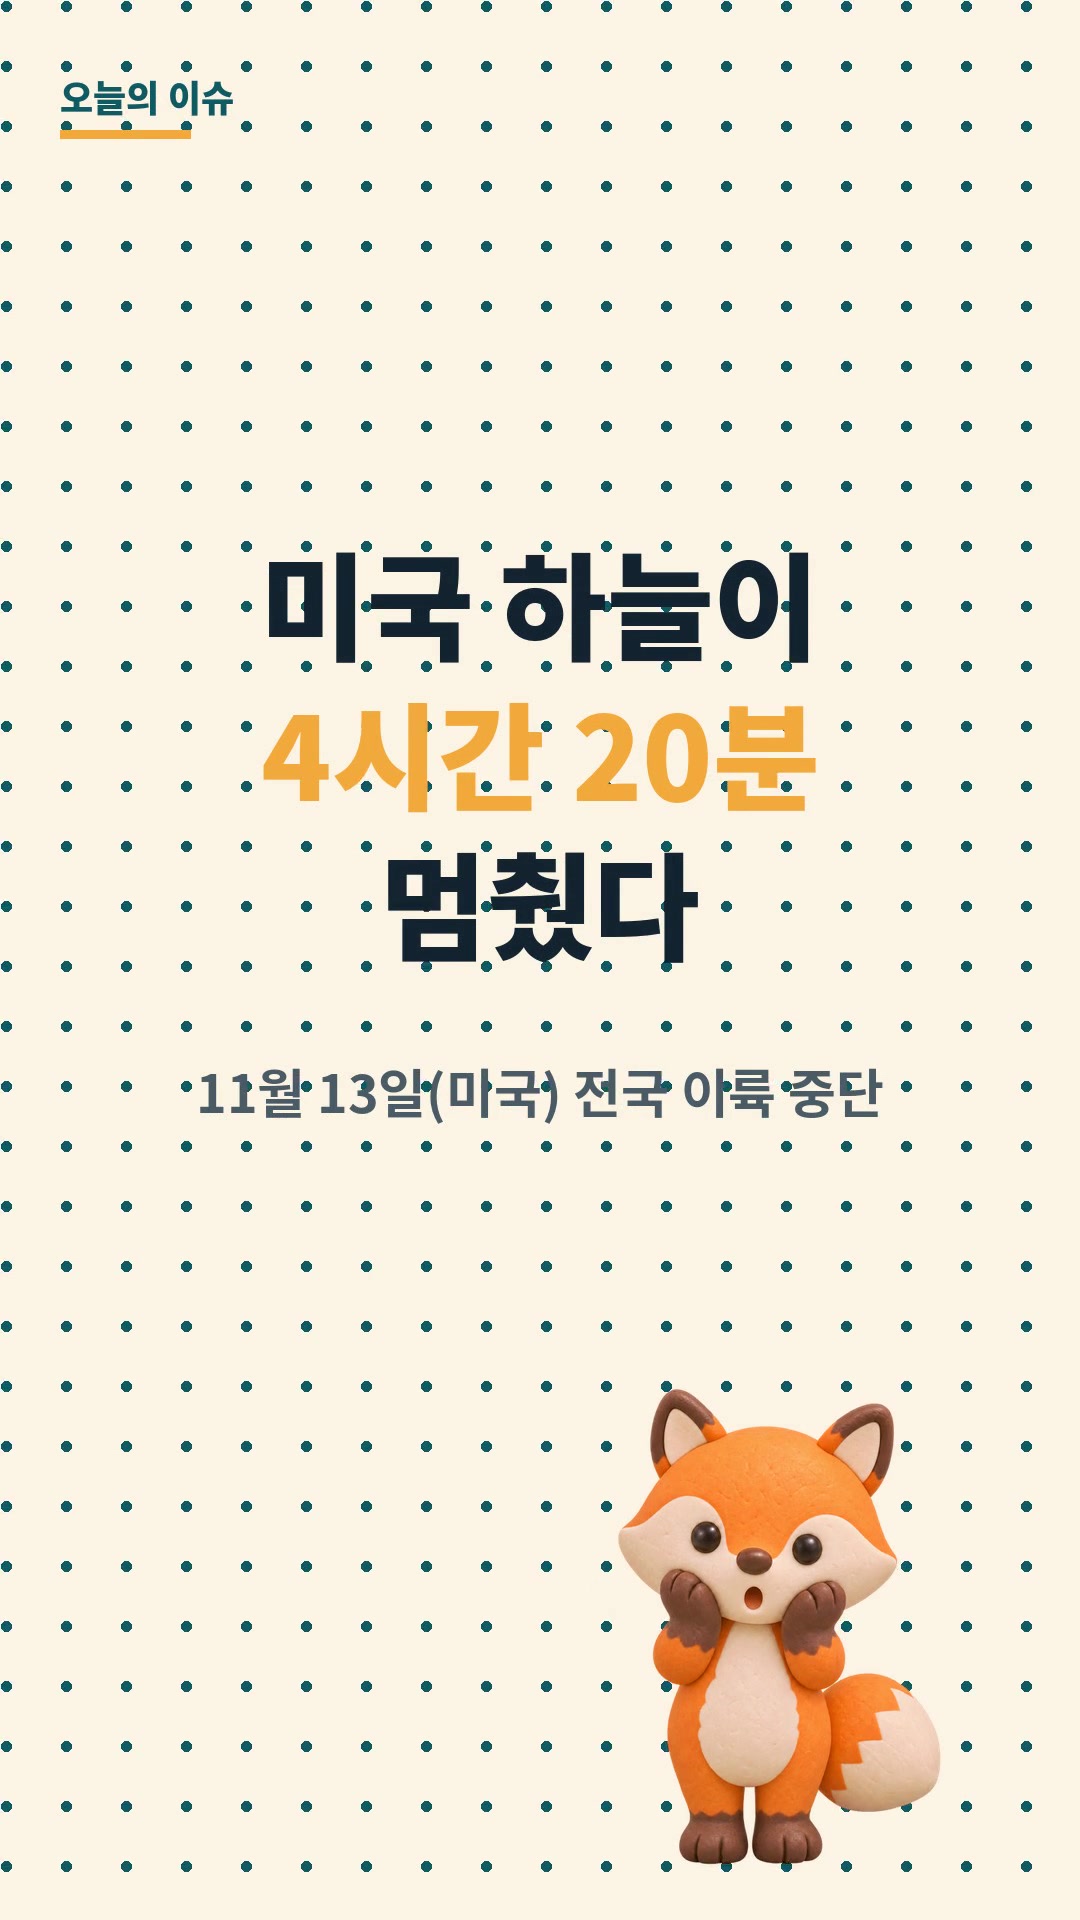 오늘의 이슈
미국 하늘이
4시간 20분
멈췄다
11월 13일(미국) 전국 이륙 중단